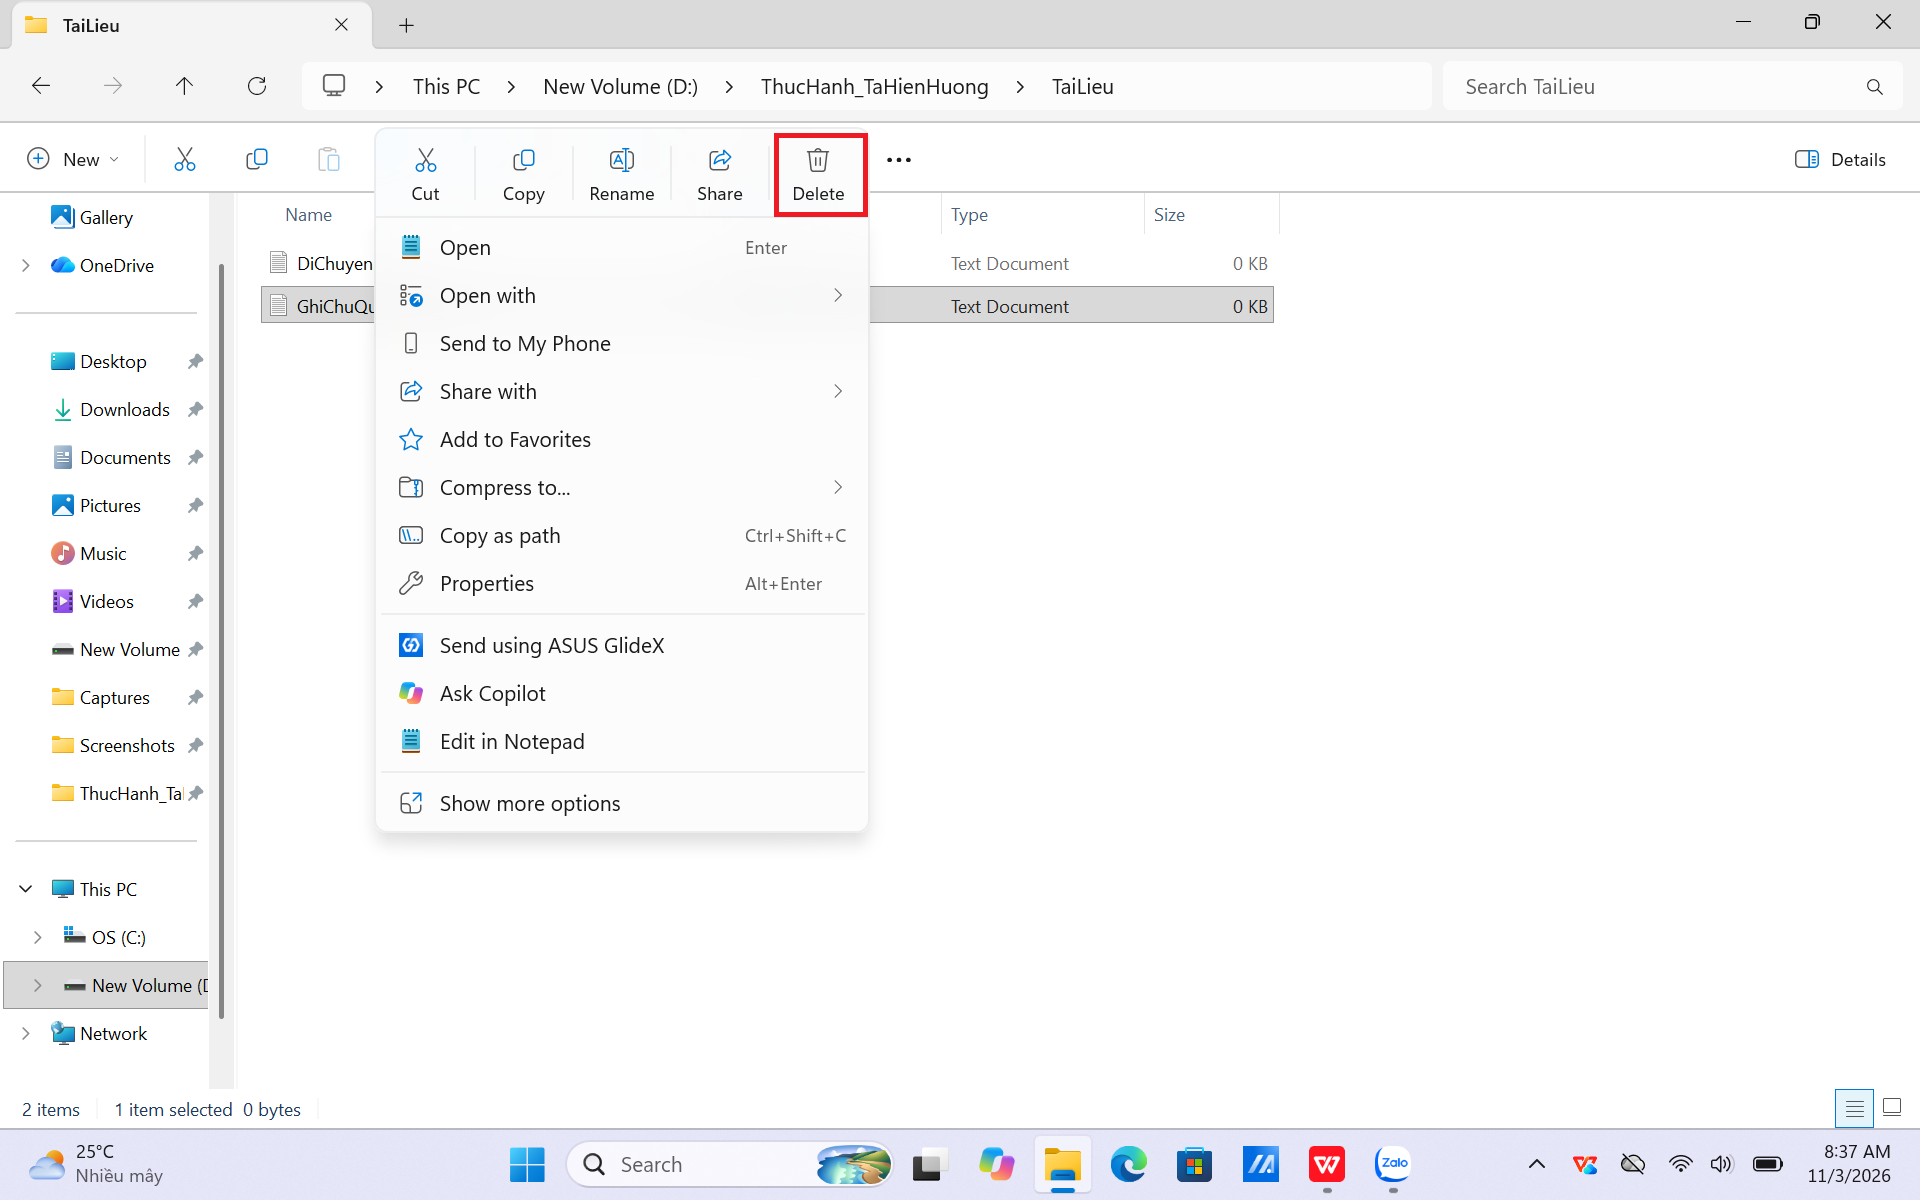 TaiLieu
This PC
New Volume (D:)
ThucHanh_TaHienHuong
TaiLieu
Search TaiLieu
New
Cut
Copy
Rename
Share
Delete
Details
Name
Type
Size
DiChuyen
Text Document
0 KB
GhiChuQu
Text Document
0 KB
Open
Enter
Open with
Send to My Phone
Share with
Add to Favorites
Compress to...
Copy as path
Ctrl+Shift+C
Properties
Alt+Enter
Send using ASUS GlideX
Ask Copilot
Edit in Notepad
Show more options
Gallery
OneDrive
Desktop
Downloads
Documents
Pictures
Music
Videos
New Volume
Captures
Screenshots
ThucHanh_Ta
This PC
OS (C:)
New Volume (D
Network
2 items
1 item selected 0 bytes
25°C
Nhiều mây
Search
Zalo
8:37 AM
11/3/2026